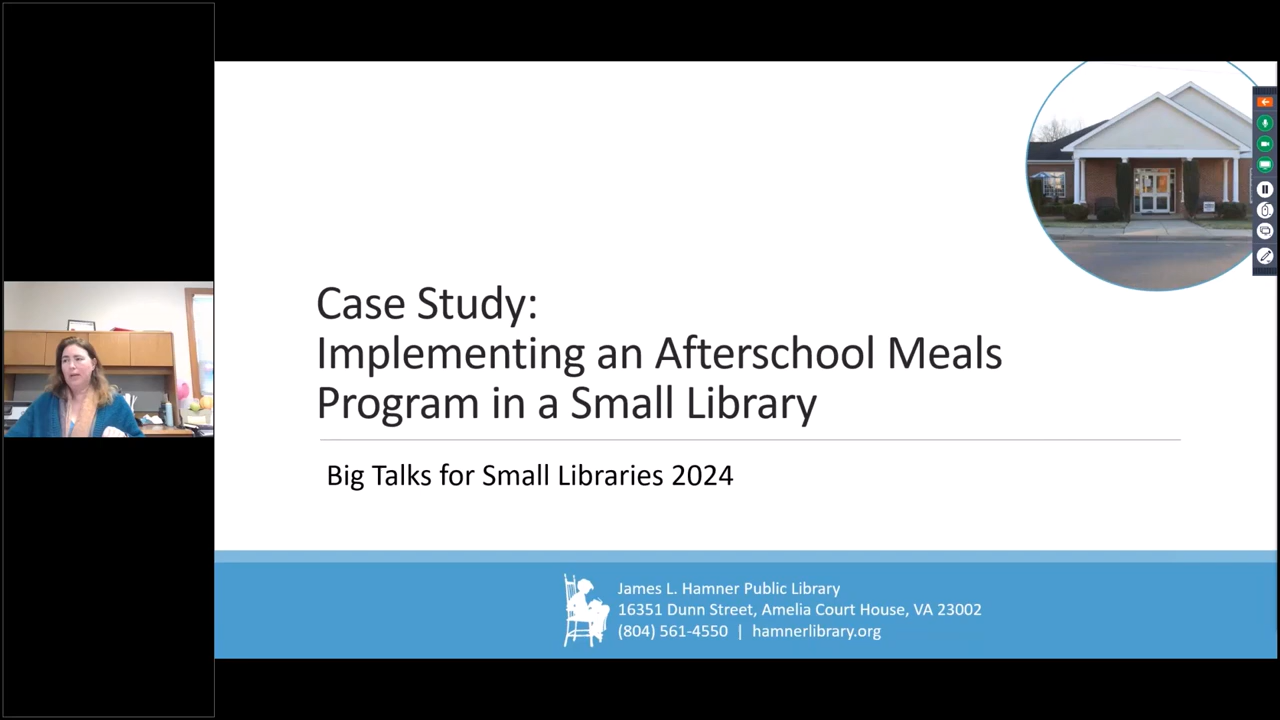 Case Study:
Implementing an Afterschool Meals
Program in a Small Library
Big Talks for Small Libraries 2024
James L. Hamner Public Library
16351 Dunn Street, Amelia Court House, VA 23002
(804) 561-4550 | hamnerlibrary.org